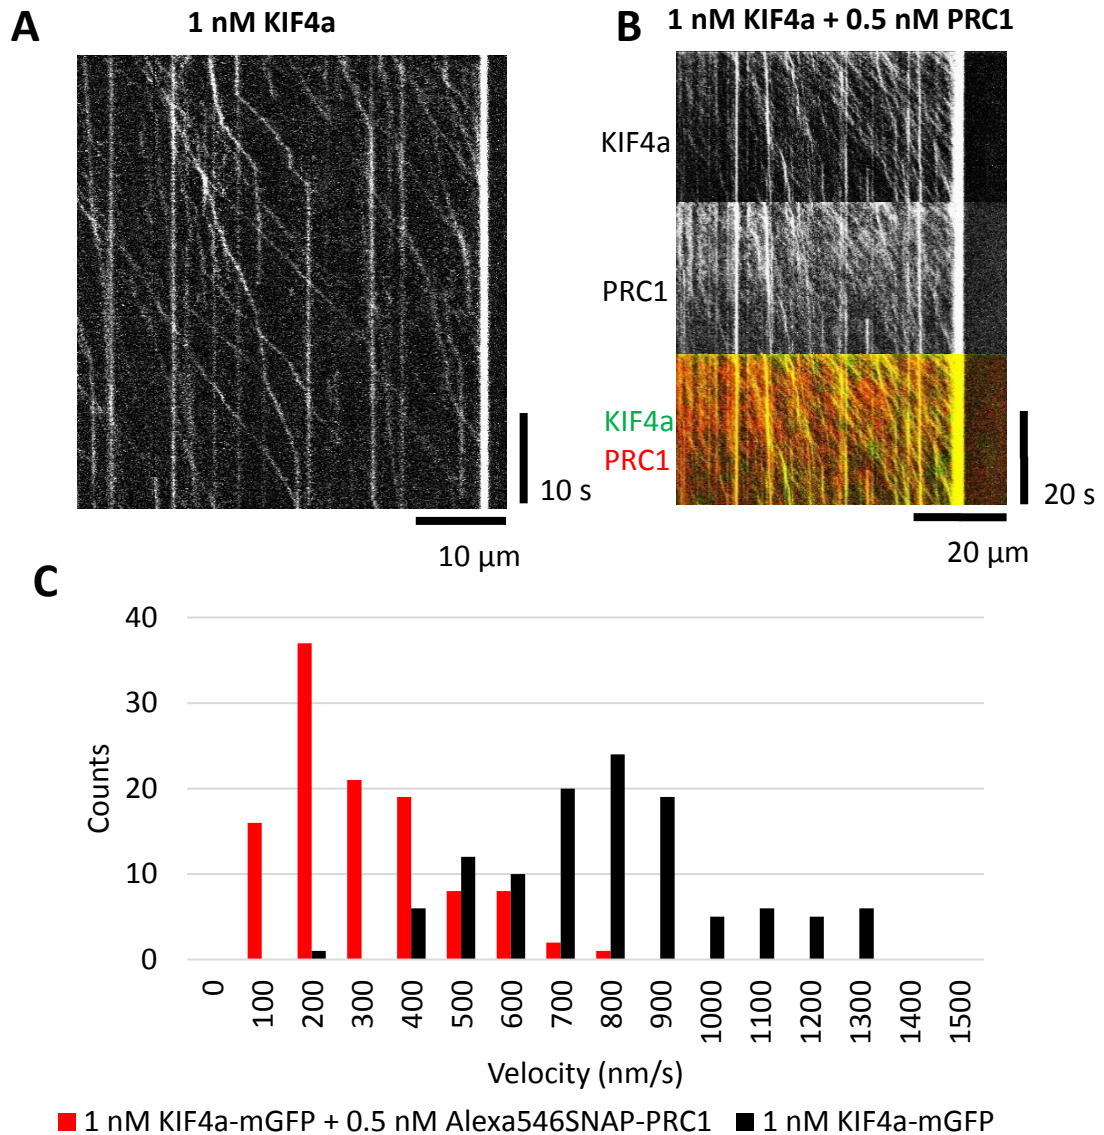 A
1 nM KIF4a
B
1 nM KIF4a + 0.5 nM PRC1
KIF4a
PRC1
KIF4a
PRC1
10 s
10 µm
20 s
20 µm
C
Counts
40
30
20
10
0
0 100 200 300 400 500 600 700 800 900 1000 1100 1200 1300 1400 1500
Velocity (nm/s)
1 nM KIF4a-mGFP + 0.5 nM Alexa546SNAP-PRC1 1 nM KIF4a-mGFP